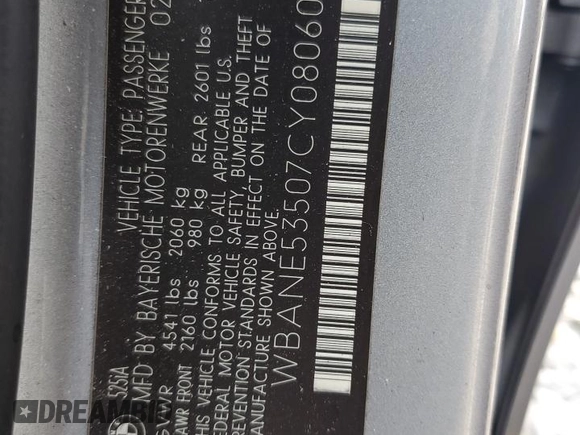 525iA
VEHICLE TYPE: PASSENGER
MFD BY BAYERISCHE MOTORENWERKE 02
GVWR 4541 lbs 2060 kg
GAWR FRONT 2160 lbs 980 kg REAR: 2601 lbs
THIS VEHICLE CONFORMS TO ALL APPLICABLE U.S.
FEDERAL MOTOR VEHICLE SAFETY, BUMPER AND THEFT
PREVENTION STANDARDS IN EFFECT ON THE DATE OF
MANUFACTURE SHOWN ABOVE.
WBANE53507CY08060
DREAMBI